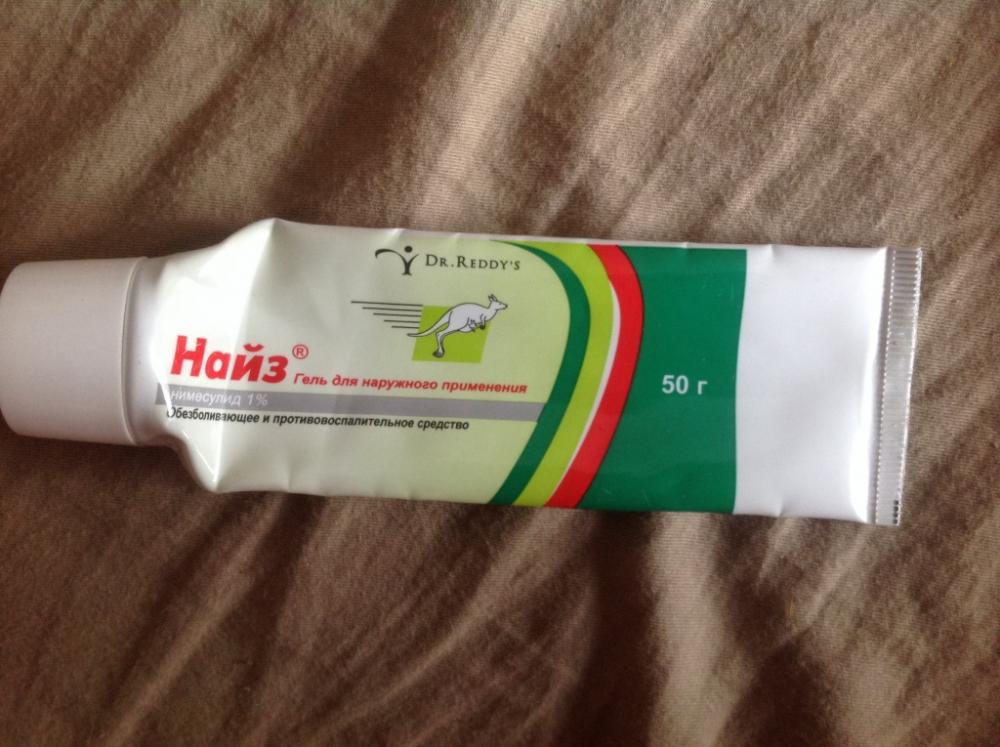 DR.REDDY'S
Найз®
Гель для наружного применения
нимесулид 1%
Обезболивающее и противовоспалительное средство
50 г